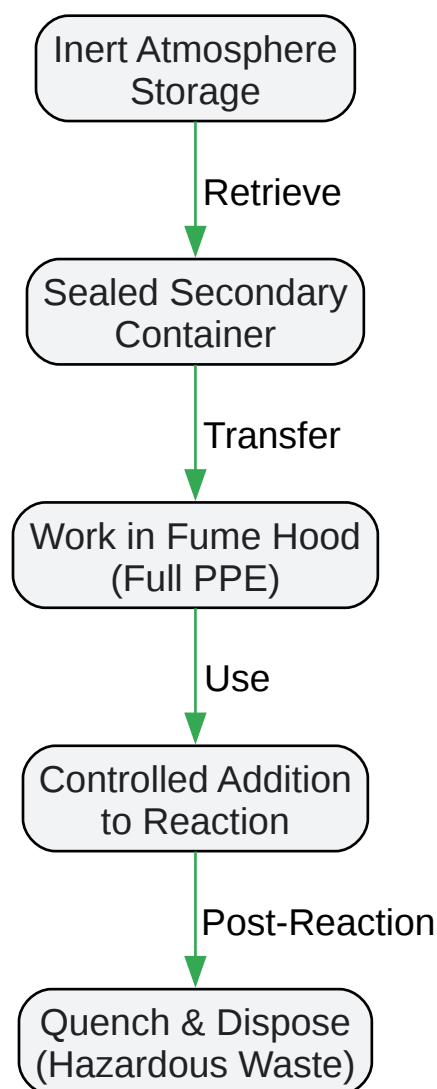 Inert Atmosphere
Storage
Retrieve
Sealed Secondary
Container
Transfer
Work in Fume Hood
(Full PPE)
Use
Controlled Addition
to Reaction
Post-Reaction
Quench & Dispose
(Hazardous Waste)